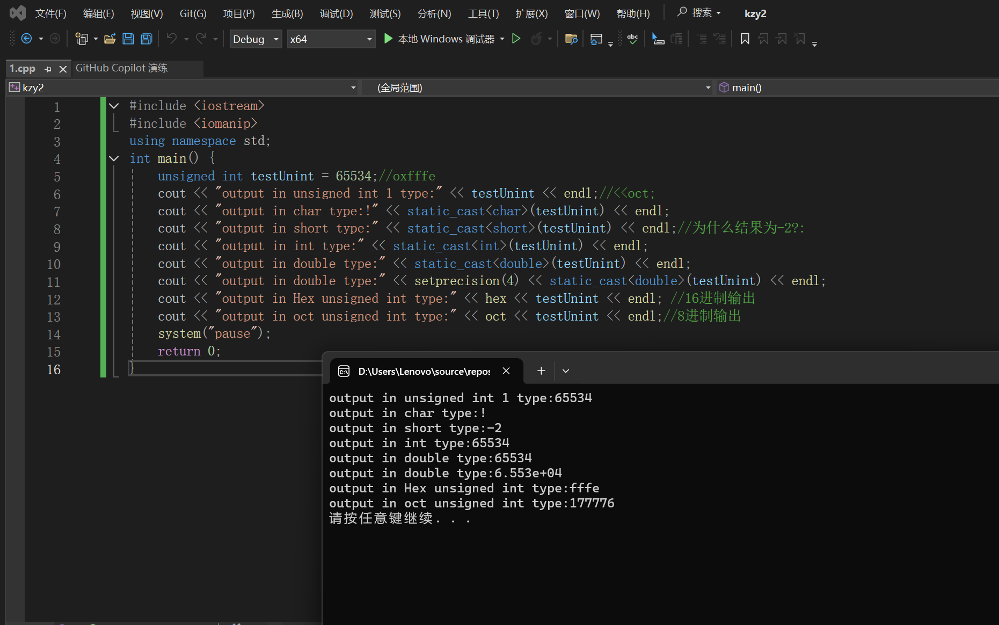 文件(F) 编辑(E) 视图(V) Git(G) 项目(P) 生成(B) 调试(D) 测试(S) 分析(N) 工具(T) 扩展(X) 窗口(W) 帮助(H) 搜索 kzy2
Debug x64 本地 Windows 调试器 abc
1.cpp GitHub Copilot 演练
kzy2 (全局范围) main()
1 #include <iostream>
2 #include <iomanip>
3 using namespace std;
4 int main() {
5 unsigned int testUnint = 65534;//oxfffe
6 cout << "output in unsigned int 1 type:" << testUnint << endl;//<<oct;
7 cout << "output in char type:!" << static_cast<char>(testUnint) << endl;
8 cout << "output in short type:" << static_cast<short>(testUnint) << endl;//为什么结果为-2?:
9 cout << "output in int type:" << static_cast<int>(testUnint) << endl;
10 cout << "output in double type:" << static_cast<double>(testUnint) << endl;
11 cout << "output in double type:" << setprecision(4) << static_cast<double>(testUnint) << endl;
12 cout << "output in Hex unsigned int type:" << hex << testUnint << endl; //16进制输出
13 cout << "output in oct unsigned int type:" << oct << testUnint << endl;//8进制输出
14 system("pause");
15 return 0;
16 }
D:\Users\Lenovo\source\repos
output in unsigned int 1 type:65534
output in char type:!
output in short type:-2
output in int type:65534
output in double type:65534
output in double type:6.553e+04
output in Hex unsigned int type:fffe
output in oct unsigned int type:177776
请按任意键继续. . .